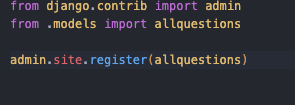 from django.contrib import admin
from .models import allquestions
admin.site.register(allquestions)